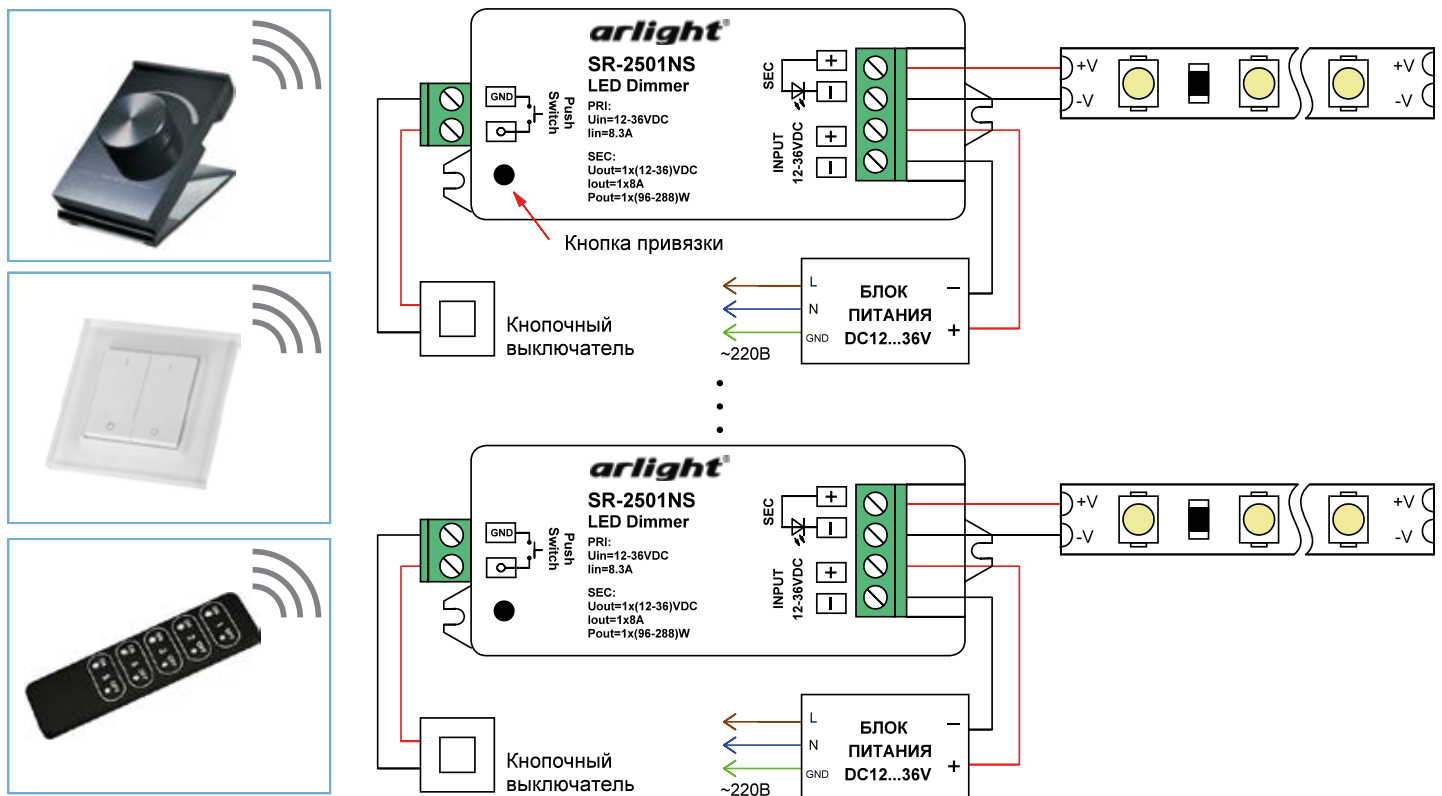 arlight®
SR-2501NS
LED Dimmer
PRI:
Uin=12-36VDC
Iin=8.3A
SEC:
Uout=1x(12-36)VDC
Iout=1x8A
Pout=1x(96-288)W
GND
Push
Switch
SEC
+
−
INPUT
12-36VDC
+
−
+V
-V
+V
-V
Кнопка привязки
Кнопочный
выключатель
L
N
GND
~220В
БЛОК
ПИТАНИЯ
DC12...36V
−
+
arlight®
SR-2501NS
LED Dimmer
PRI:
Uin=12-36VDC
Iin=8.3A
SEC:
Uout=1x(12-36)VDC
Iout=1x8A
Pout=1x(96-288)W
GND
Push
Switch
SEC
+
−
INPUT
12-36VDC
+
−
+V
-V
+V
-V
Кнопочный
выключатель
L
N
GND
~220В
БЛОК
ПИТАНИЯ
DC12...36V
−
+